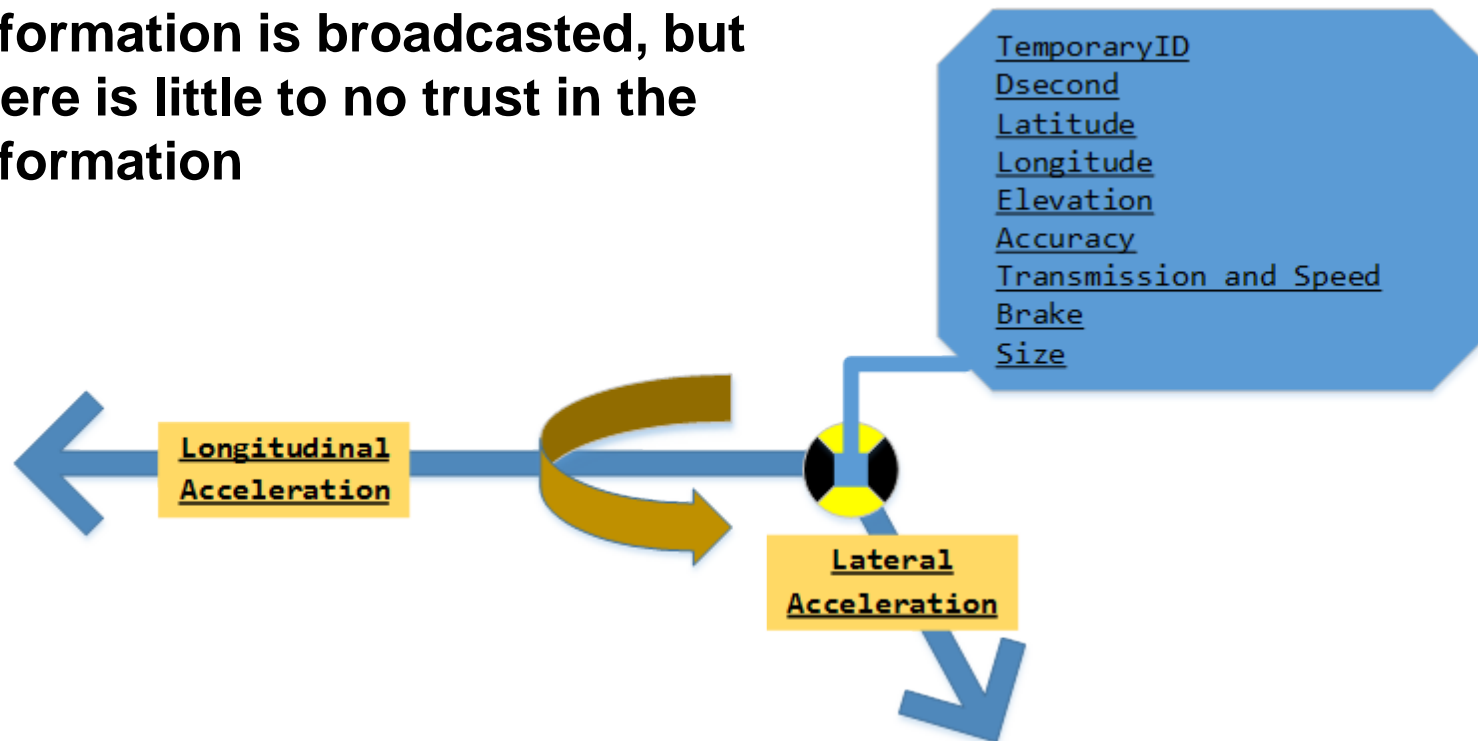 formation is broadcasted, but
ere is little to no trust in the
formation
TemporaryID
Dsecond
Latitude
Longitude
Elevation
Accuracy
Transmission and Speed
Brake
Size
Longitudinal
Acceleration
Lateral
Acceleration